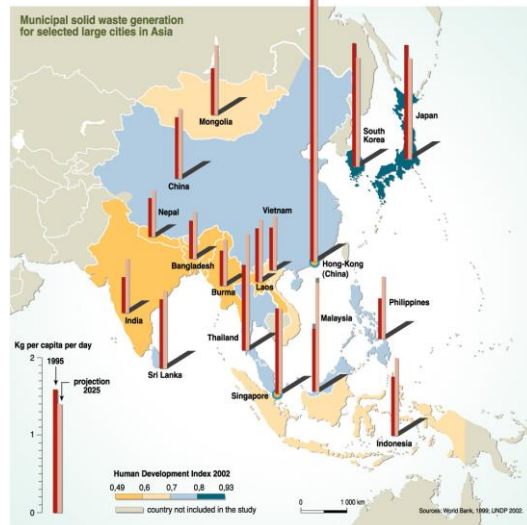 Municipal solid waste generation
for selected large cities in Asia
Mongolia
South
Korea
Japan
China
Nepal
Vietnam
Bangladesh
Hong-Kong
(China)
Burma
Laos
India
Malaysia
Philippines
Thailand
Sri Lanka
Singapore
Indonesia
Kg per capita per day
2
1995
projection
2025
1
0
Human Development Index 2002
0,49 0,6 0,7 0,8 0,93
country not included in the study
0 1 000 km
Sources: World Bank, 1999; UNDP 2002.